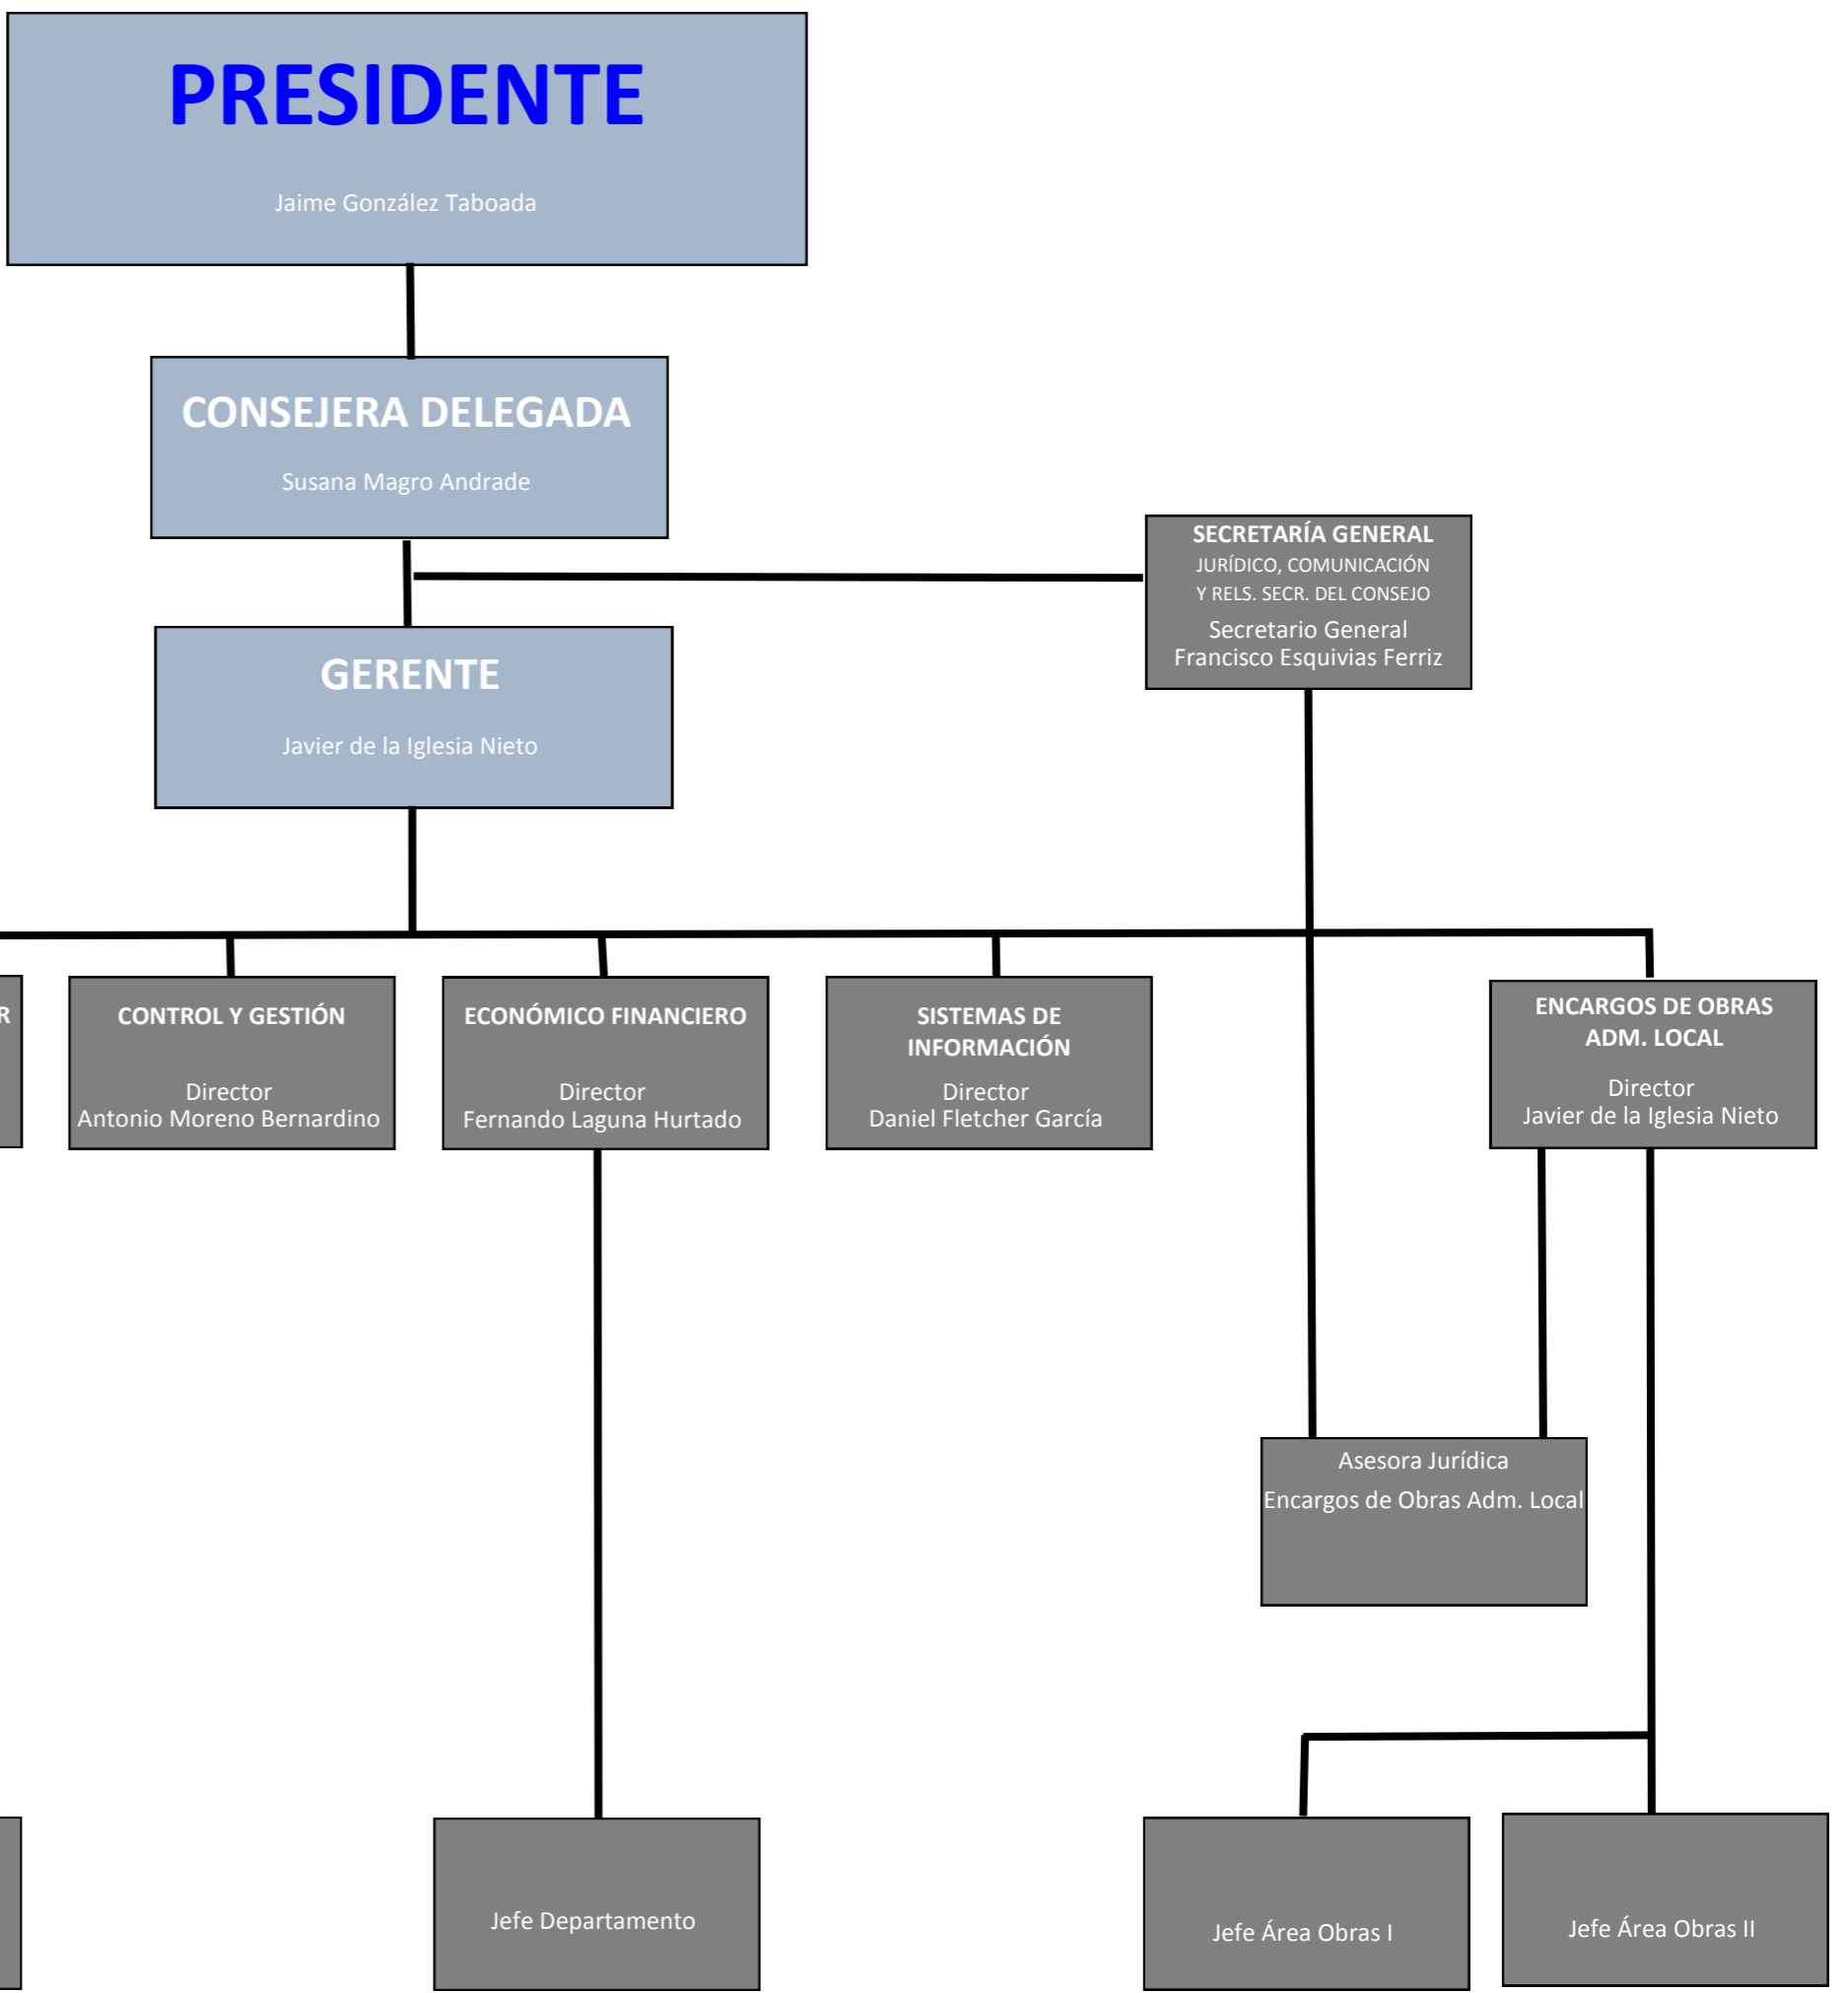 PRESIDENTE
Jaime González Taboada
CONSEJERA DELEGADA
Susana Magro Andrade
SECRETARÍA GENERAL
JURÍDICO, COMUNICACIÓN
Y RELS. SECR. DEL CONSEJO
Secretario General
Francisco Esquivias Ferriz
GERENTE
Javier de la Iglesia Nieto
R
CONTROL Y GESTIÓN
Director
Antonio Moreno Bernardino
ECONÓMICO FINANCIERO
Director
Fernando Laguna Hurtado
SISTEMAS DE
INFORMACIÓN
Director
Daniel Fletcher García
ENCARGOS DE OBRAS
ADM. LOCAL
Director
Javier de la Iglesia Nieto
Asesora Jurídica
Encargos de Obras Adm. Local
Jefe Departamento
Jefe Área Obras I
Jefe Área Obras II